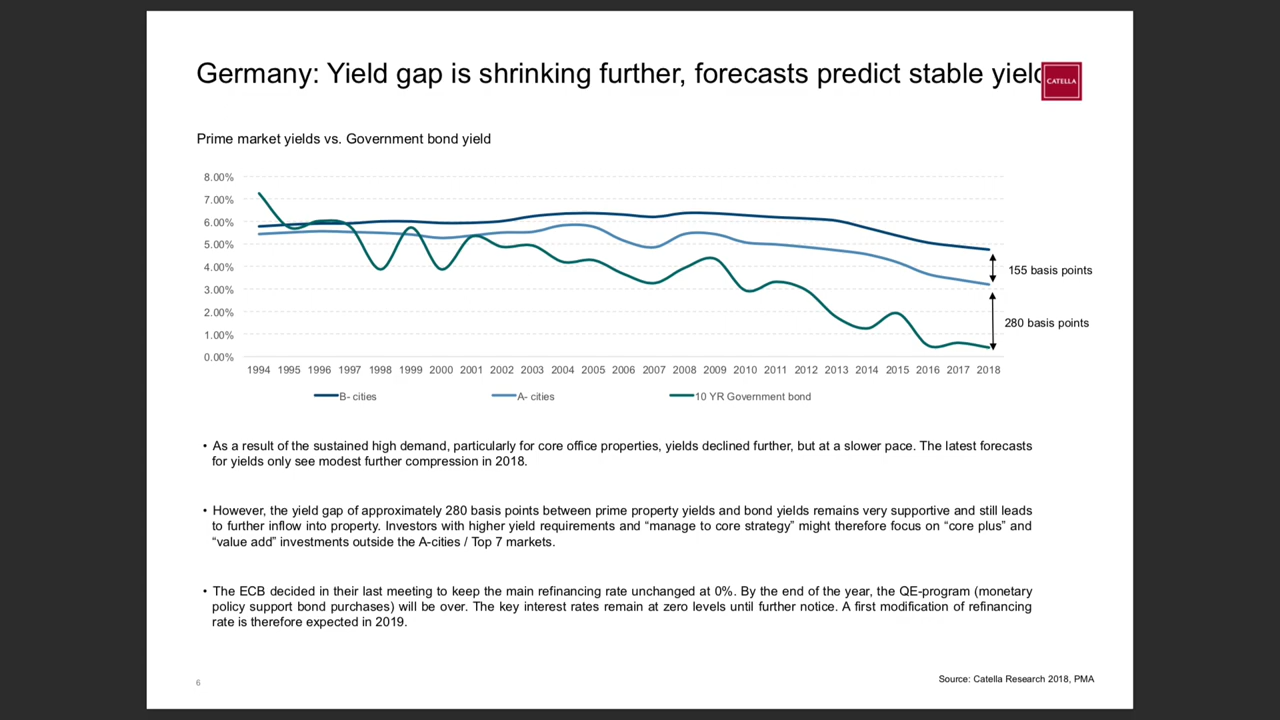 Germany: Yield gap is shrinking further, forecasts predict stable yield
CATELLA
Prime market yields vs. Government bond yield
8.00%
7.00%
6.00%
5.00%
4.00%
3.00%
2.00%
1.00%
0.00%
155 basis points
280 basis points
1994 1995 1996 1997 1998 1999 2000 2001 2002 2003 2004 2005 2006 2007 2008 2009 2010 2011 2012 2013 2014 2015 2016 2017 2018
B- cities A- cities 10 YR Government bond
• As a result of the sustained high demand, particularly for core office properties, yields declined further, but at a slower pace. The latest forecasts
for yields only see modest further compression in 2018.
• However, the yield gap of approximately 280 basis points between prime property yields and bond yields remains very supportive and still leads
to further inflow into property. Investors with higher yield requirements and “manage to core strategy” might therefore focus on “core plus” and
“value add” investments outside the A-cities / Top 7 markets.
• The ECB decided in their last meeting to keep the main refinancing rate unchanged at 0%. By the end of the year, the QE-program (monetary
policy support bond purchases) will be over. The key interest rates remain at zero levels until further notice. A first modification of refinancing
rate is therefore expected in 2019.
6
Source: Catella Research 2018, PMA